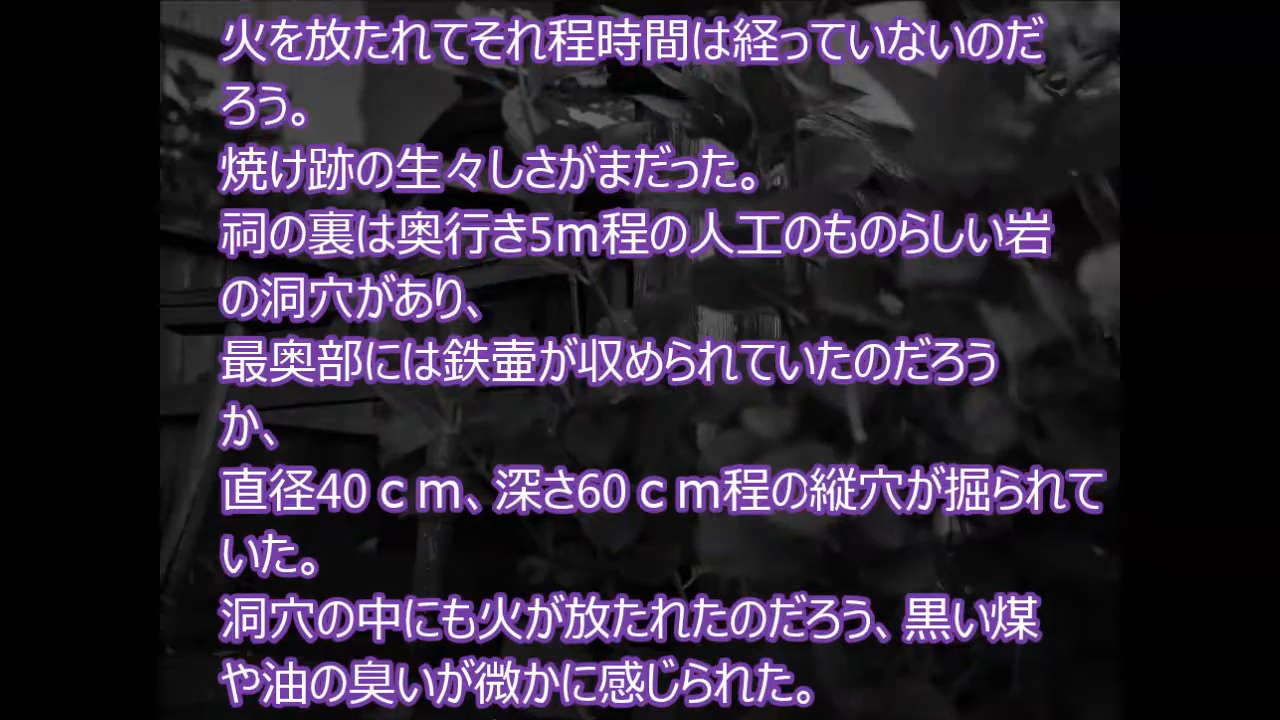 火を放たれてそれ程時間は経っていないのだ
ろう。
焼け跡の生々しさがまだった。
祠の裏は奥行き5ｍ程の人工のものらしい岩
の洞穴があり、
最奥部には鉄壷が収められていたのだろう
か、
直径40ｃｍ、深さ60ｃｍ程の縦穴が掘られて
いた。
洞穴の中にも火が放たれたのだろう、黒い煤
や油の臭いが微かに感じられた。